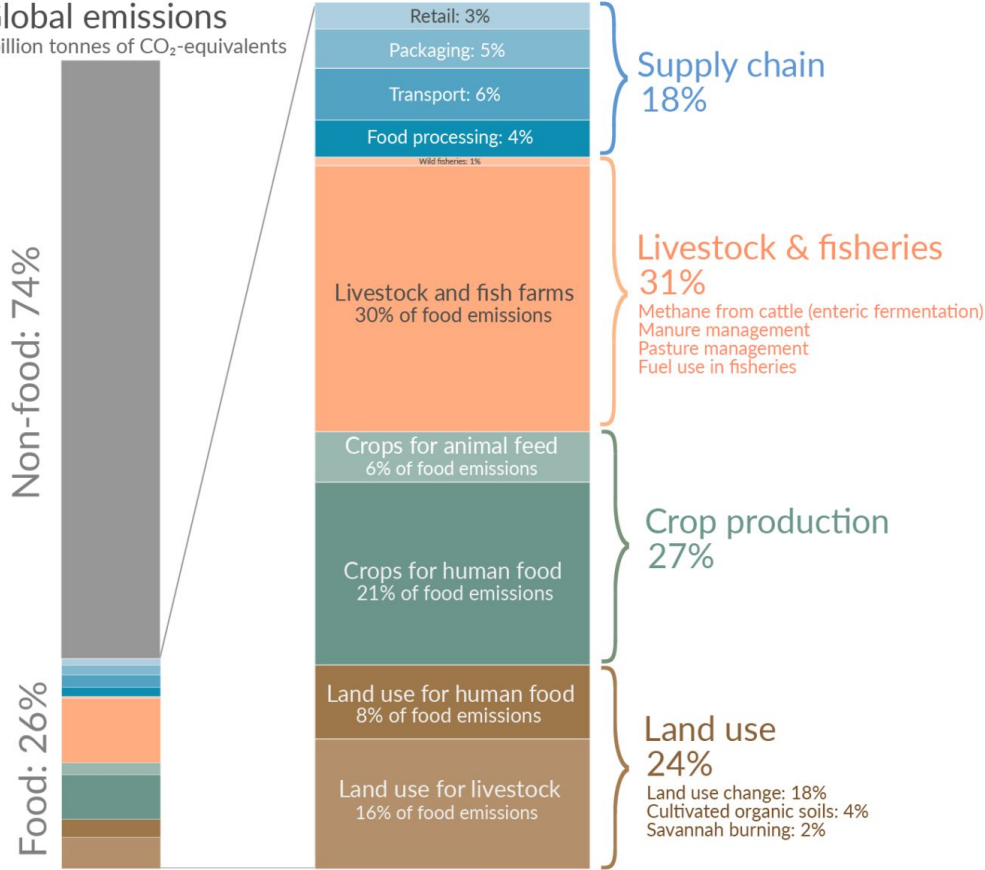 lobal emissions
illion tonnes of CO₂-equivalents
Non-food: 74%
Food: 26%
Retail: 3%
Packaging: 5%
Transport: 6%
Food processing: 4%
Wild fisheries: 1%
Livestock and fish farms
30% of food emissions
Crops for animal feed
6% of food emissions
Crops for human food
21% of food emissions
Land use for human food
8% of food emissions
Land use for livestock
16% of food emissions
Supply chain
18%
Livestock & fisheries
31%
Methane from cattle (enteric fermentation)
Manure management
Pasture management
Fuel use in fisheries
Crop production
27%
Land use
24%
Land use change: 18%
Cultivated organic soils: 4%
Savannah burning: 2%